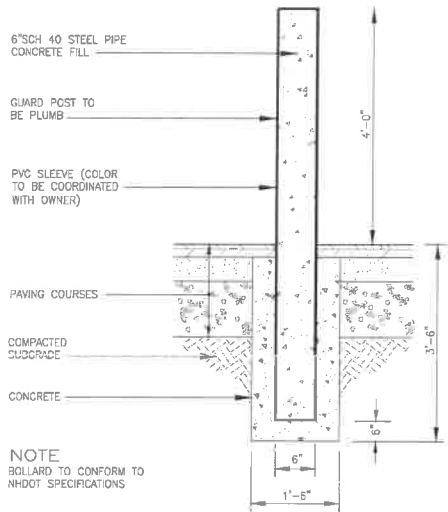 6"SCH 40 STEEL PIPE
CONCRETE FILL
GUARD POST TO
BE PLUMB
PVC SLEEVE (COLOR
TO BE COORDINATED
WITH OWNER)
PAVING COURSES
COMPACTED
SUBGRADE
CONCRETE
4'-0"
3'-6"
6"
6"
1'-6"
NOTE
BOLLARD TO CONFORM TO
NHDOT SPECIFICATIONS